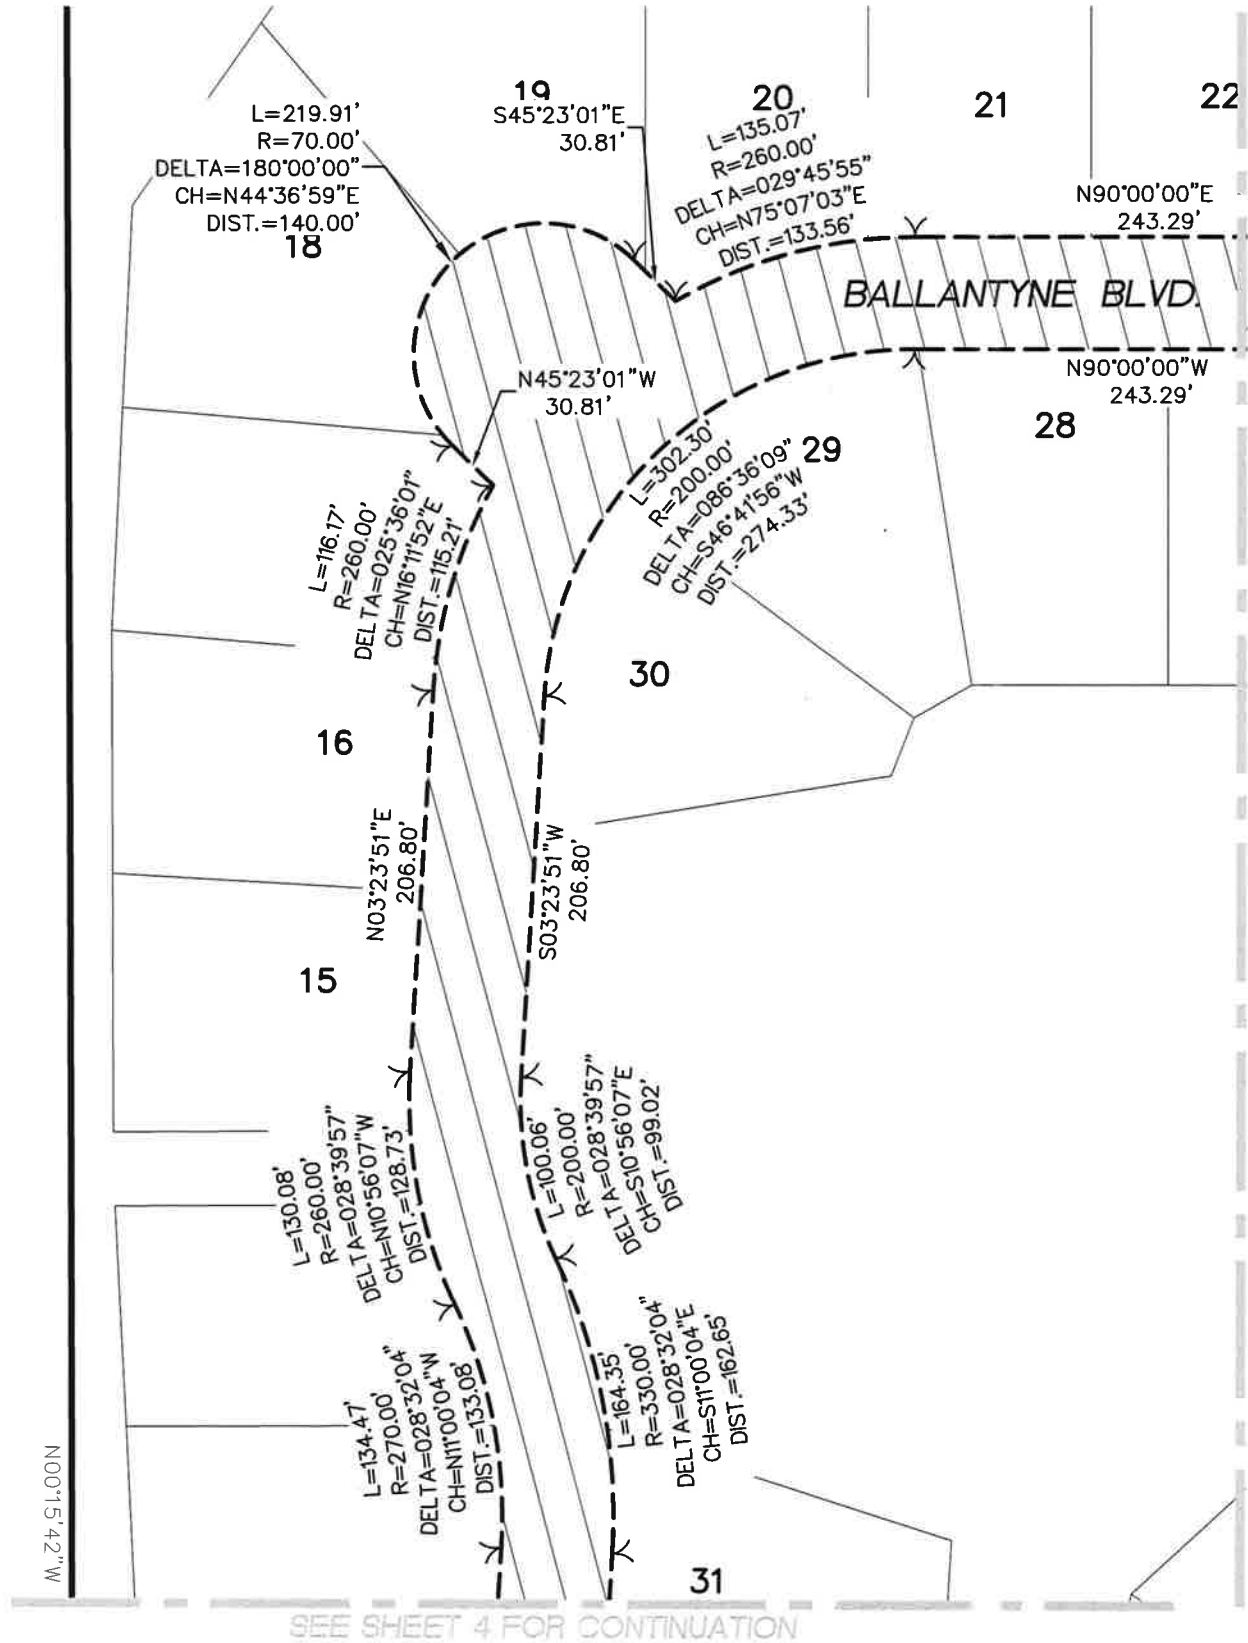 19
20
21
22
L=219.91'
R=70.00'
DELTA=180°00'00"
CH=N44°36'59"E
DIST.=140.00'
18
S45°23'01"E
30.81'
L=135.07'
R=260.00'
DELTA=029°45'55"
CH=N75°07'03"E
DIST.=133.56'
N90°00'00"E
243.29'
BALLANTYNE BLVD.
N90°00'00"W
243.29'
28
N45°23'01"W
30.81'
29
L=302.30'
R=200.00'
DELTA=086°36'09"
CH=S46°41'56"W
DIST.=274.33'
L=116.17'
R=260.00'
DELTA=025°36'01"
CH=N16°11'52"E
DIST.=115.21'
30
16
N03°23'51"E
206.80'
S03°23'51"W
206.80'
15
L=130.08'
R=260.00'
DELTA=028°39'57"
CH=N10°56'07"W
DIST.=128.73'
L=100.06'
R=200.00'
DELTA=028°39'57"
CH=S10°56'07"E
DIST.=99.02'
L=134.47'
R=270.00'
DELTA=028°32'04"
CH=N11°00'04"W
DIST.=133.08'
L=164.35'
R=330.00'
DELTA=028°32'04"
CH=S11°00'04"E
DIST.=162.65'
N00°15'42"W
31
SEE SHEET 4 FOR CONTINUATION